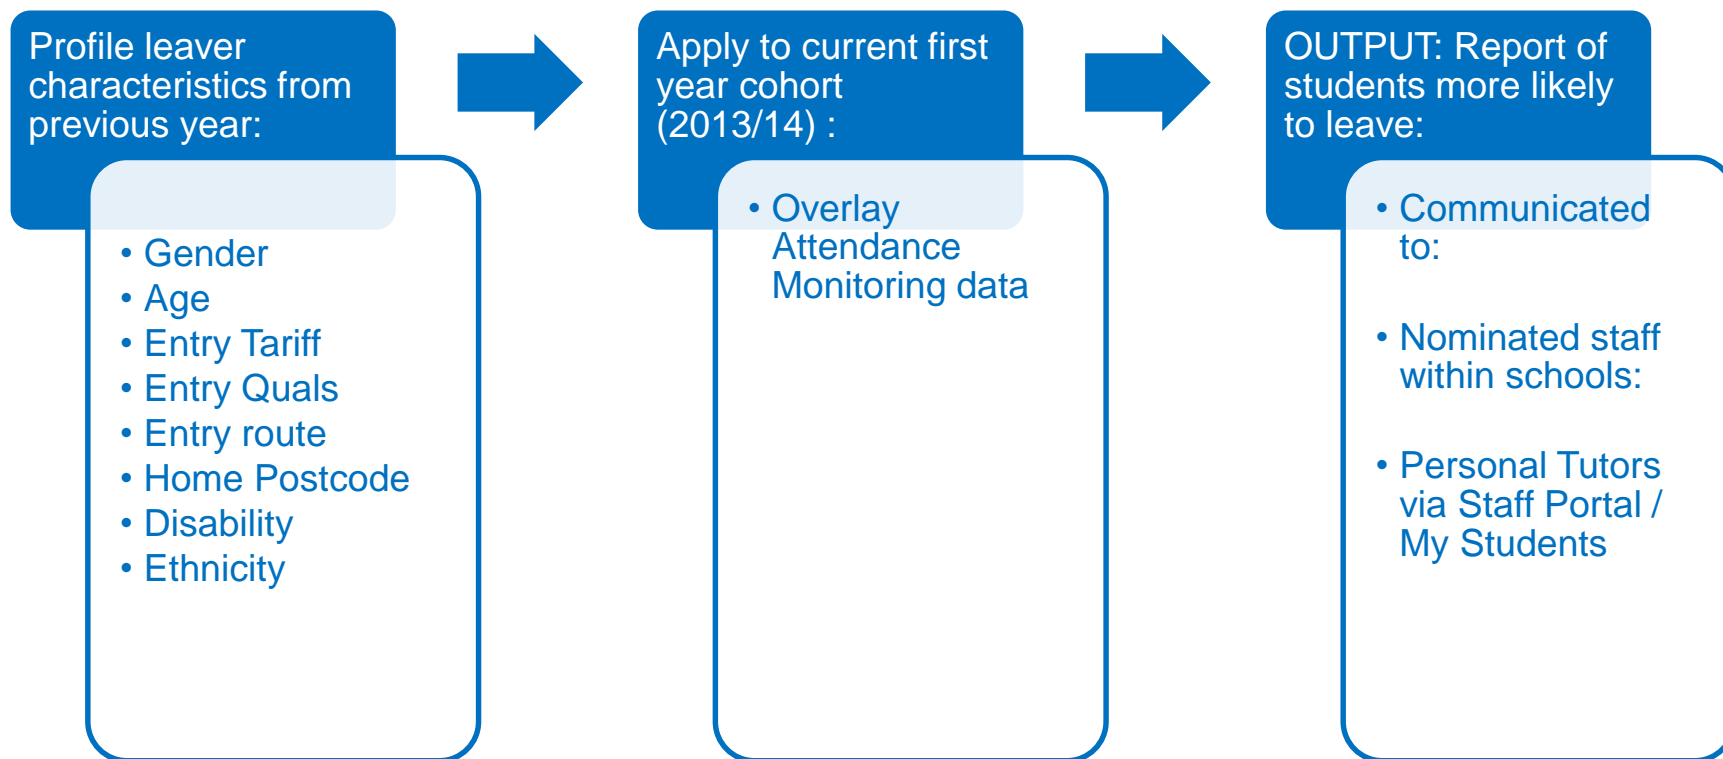 Profile leaver
characteristics from
previous year:
• Gender
• Age
• Entry Tariff
• Entry Quals
• Entry route
• Home Postcode
• Disability
• Ethnicity
Apply to current first
year cohort
(2013/14) :
• Overlay
Attendance
Monitoring data
OUTPUT: Report of
students more likely
to leave:
• Communicated
to:
• Nominated staff
within schools:
• Personal Tutors
via Staff Portal /
My Students